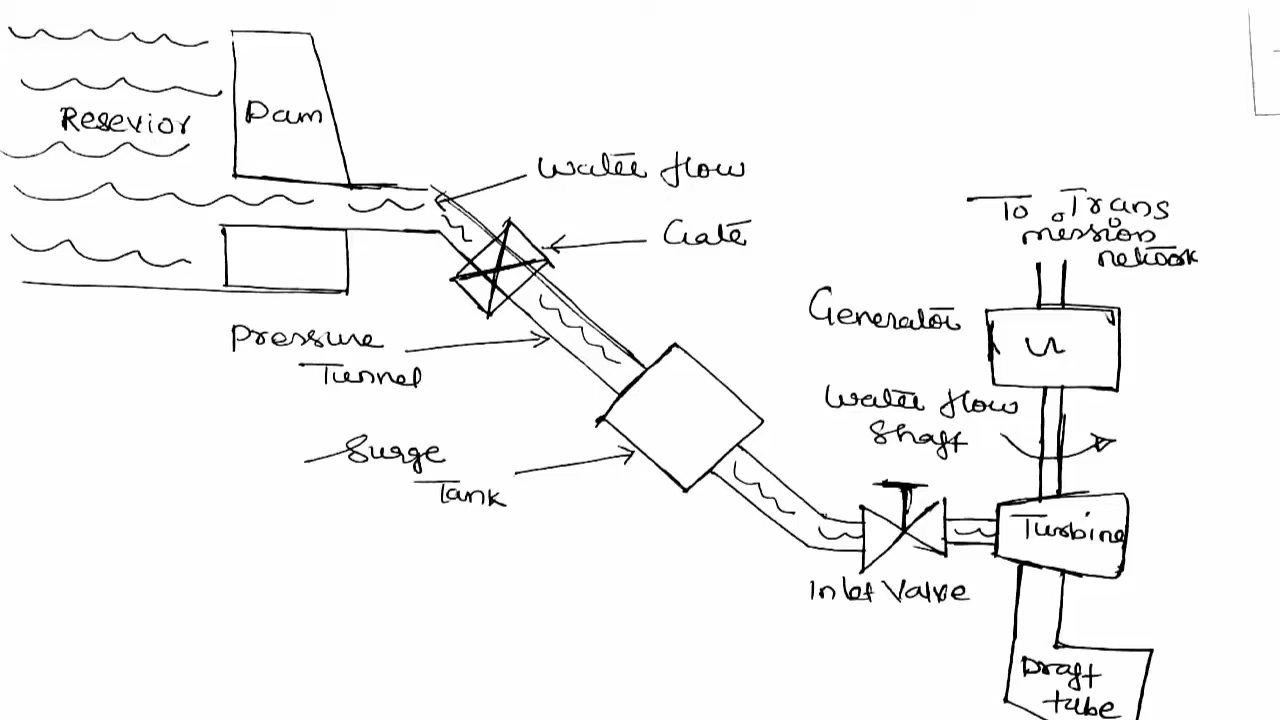 Resevior
Dam
Water flow
Gate
To Trans
mission
network
Generator
Pressure
Tunnel
Water flow
Shaft
Surge
Tank
Turbine
Inlet Valve
Draft
tube